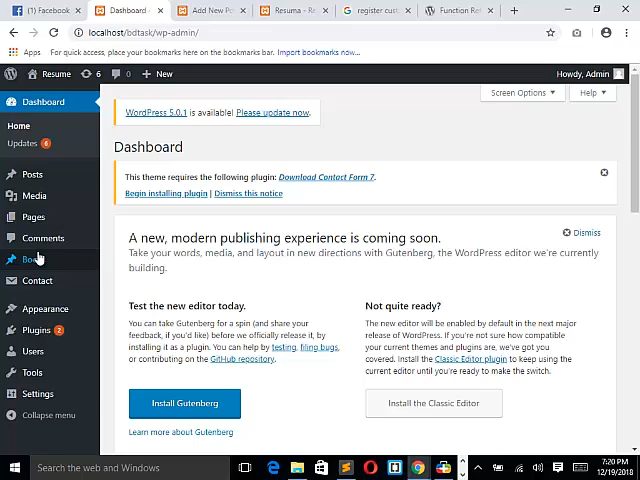 (1) Facebook
Dashboard ‹
Add New Po
Resuma – Re
register cust
Function Ref
localhost/bdtask/wp-admin/
Apps
For quick access, place your bookmarks here on the bookmarks bar. Import bookmarks now...
Resume
6
0
New
Howdy, Admin
Dashboard
Home
Updates 6
Posts
Media
Pages
Comments
Contact
Appearance
Plugins 2
Users
Tools
Settings
Collapse menu
Screen Options
Help
WordPress 5.0.1 is available! Please update now.
Dashboard
This theme requires the following plugin: Download Contact Form 7.
Begin installing plugin | Dismiss this notice
A new, modern publishing experience is coming soon.
Dismiss
Take your words, media, and layout in new directions with Gutenberg, the WordPress editor we're currently
building.
Test the new editor today.
You can take Gutenberg for a spin (and share your
feedback, if you'd like) before we officially release it, by
installing it as a plugin. You can help by testing, filing bugs,
or contributing on the GitHub repository.
Install Gutenberg
Learn more about Gutenberg
Not quite ready?
The new editor will be enabled by default in the next major
release of WordPress. If you're not sure how compatible
your current themes and plugins are, we've got you
covered. Install the Classic Editor plugin to keep using the
current editor until you're ready to make the switch.
Install the Classic Editor
Search the web and Windows
7:20 PM
12/19/2018